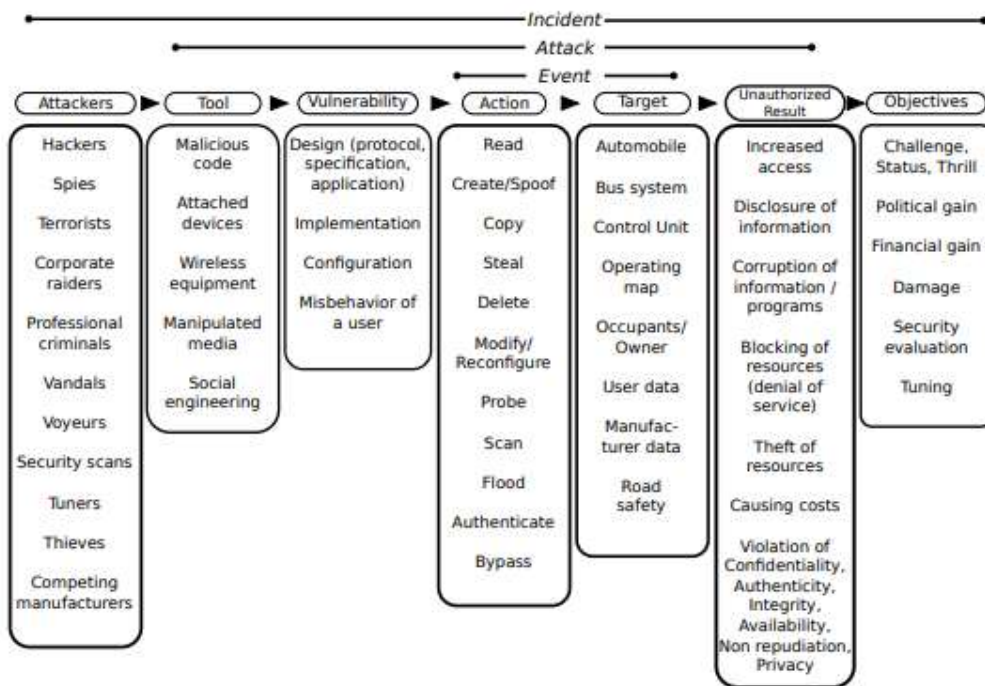 Incident
Attack
Event
Attackers
Tool
Vulnerability
Action
Target
Unauthorized
Result
Objectives
Hackers
Spies
Terrorists
Corporate
raiders
Professional
criminals
Vandals
Voyeurs
Security scans
Tuners
Thieves
Competing
manufacturers
Malicious
code
Attached
devices
Wireless
equipment
Manipulated
media
Social
engineering
Design (protocol,
specification,
application)
Implementation
Configuration
Misbehavior of
a user
Read
Create/Spoof
Copy
Steal
Delete
Modify/
Reconfigure
Probe
Scan
Flood
Authenticate
Bypass
Automobile
Bus system
Control Unit
Operating
map
Occupants/
Owner
User data
Manufac-
turer data
Road
safety
Increased
access
Disclosure of
information
Corruption of
information /
programs
Blocking of
resources
(denial of
service)
Theft of
resources
Causing costs
Violation of
Confidentiality,
Authenticity,
Integrity,
Availability,
Non repudiation,
Privacy
Challenge,
Status, Thrill
Political gain
Financial gain
Damage
Security
evaluation
Tuning